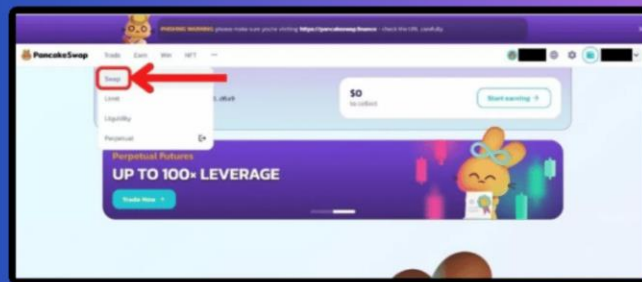 PHISHING WARNING: please make sure you're visiting https://pancakeswap.finance - check the URL carefully.
PancakeSwap Trade Earn Win NFT ...
Swap
Limit
$0
to collect
Start earning
Liquidity
Perpetual
Perpetual Futures
UP TO 100× LEVERAGE
Trade Now